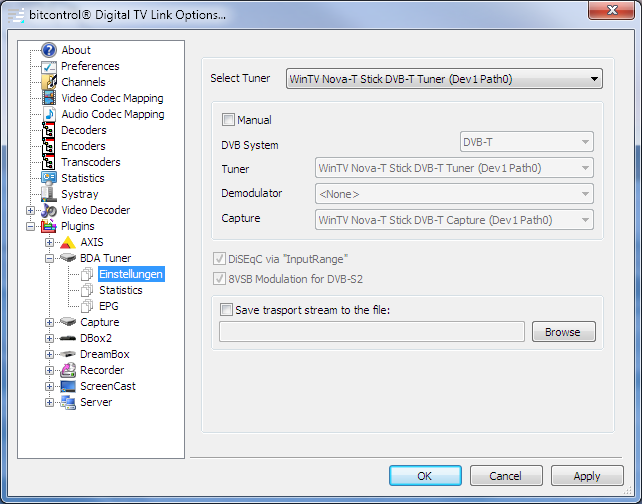 bitcontrol® Digital TV Link Options...
About
Preferences
Channels
Video Codec Mapping
Audio Codec Mapping
Decoders
Encoders
Transcoders
Statistics
Systray
Video Decoder
Plugins
AXIS
BDA Tuner
Einstellungen
Statistics
EPG
Capture
DBox2
DreamBox
Recorder
ScreenCast
Server
Select Tuner WinTV Nova-T Stick DVB-T Tuner (Dev1 Path0)
Manual
DVB System DVB-T
Tuner WinTV Nova-T Stick DVB-T Tuner (Dev1 Path0)
Demodulator <None>
Capture WinTV Nova-T Stick DVB-T Capture (Dev1 Path0)
DiSEqC via "InputRange"
8VSB Modulation for DVB-S2
Save trasport stream to the file:
Browse
OK Cancel Apply